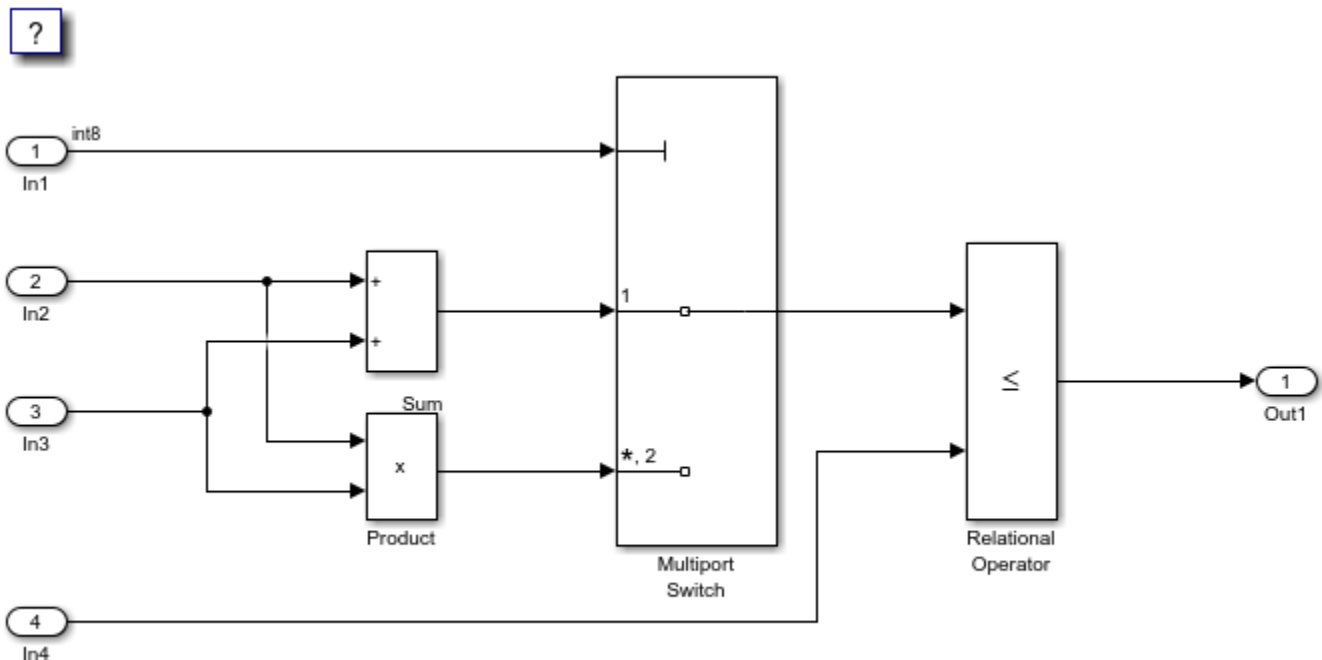 ?
int8
1
In1
2
In2
+
+
Sum
3
In3
x
Product
1
*, 2
Multiport
Switch
≤
Relational
Operator
1
Out1
4
In4